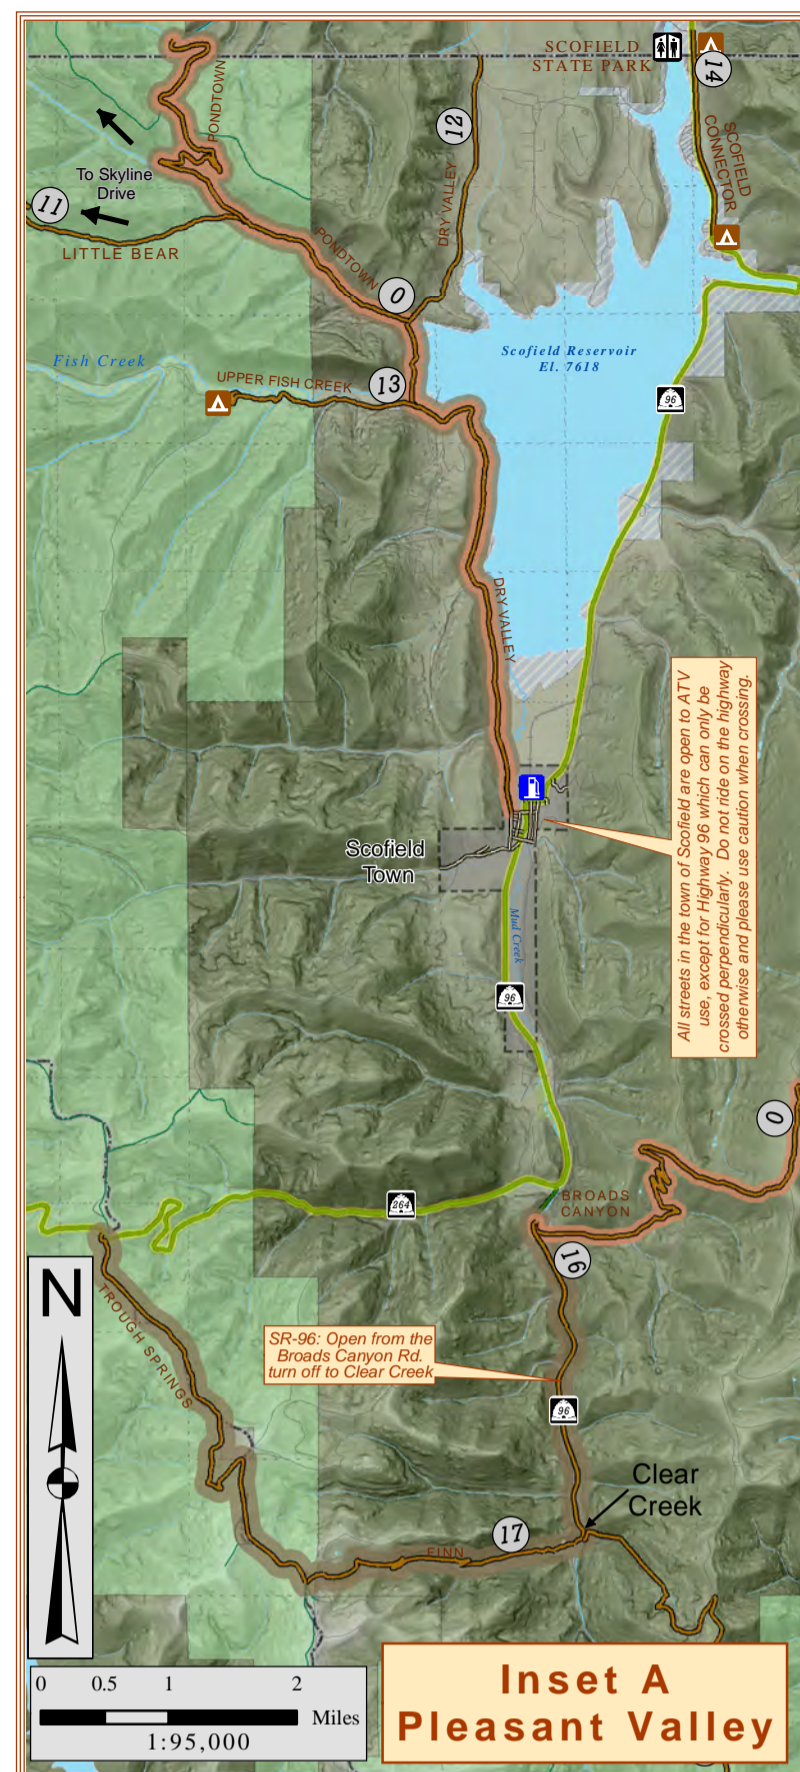 SCOFIELD
STATE PARK
14
PONDTOWN
12
SCOFIELD
CONNECTOR
To Skyline
Drive
11
DRY VALLEY
LITTLE BEAR
PONDTOWN
0
Scofield Reservoir
El. 7618
Fish Creek
UPPER FISH CREEK
13
96
DRY VALLEY
All streets in the town of Scofield are open to ATV
use, except for Highway 96 which can only be
crossed perpendicularly. Do not ride on the highway
otherwise and please use caution when crossing.
Scofield
Town
Mud Creek
96
0
264
BROADS
CANYON
16
N
TROUGH SPRINGS
SR-96: Open from the
Broads Canyon Rd.
turn off to Clear Creek
96
Clear
Creek
17
FINN
0 0.5 1 2
Miles
1:95,000
Inset A
Pleasant Valley